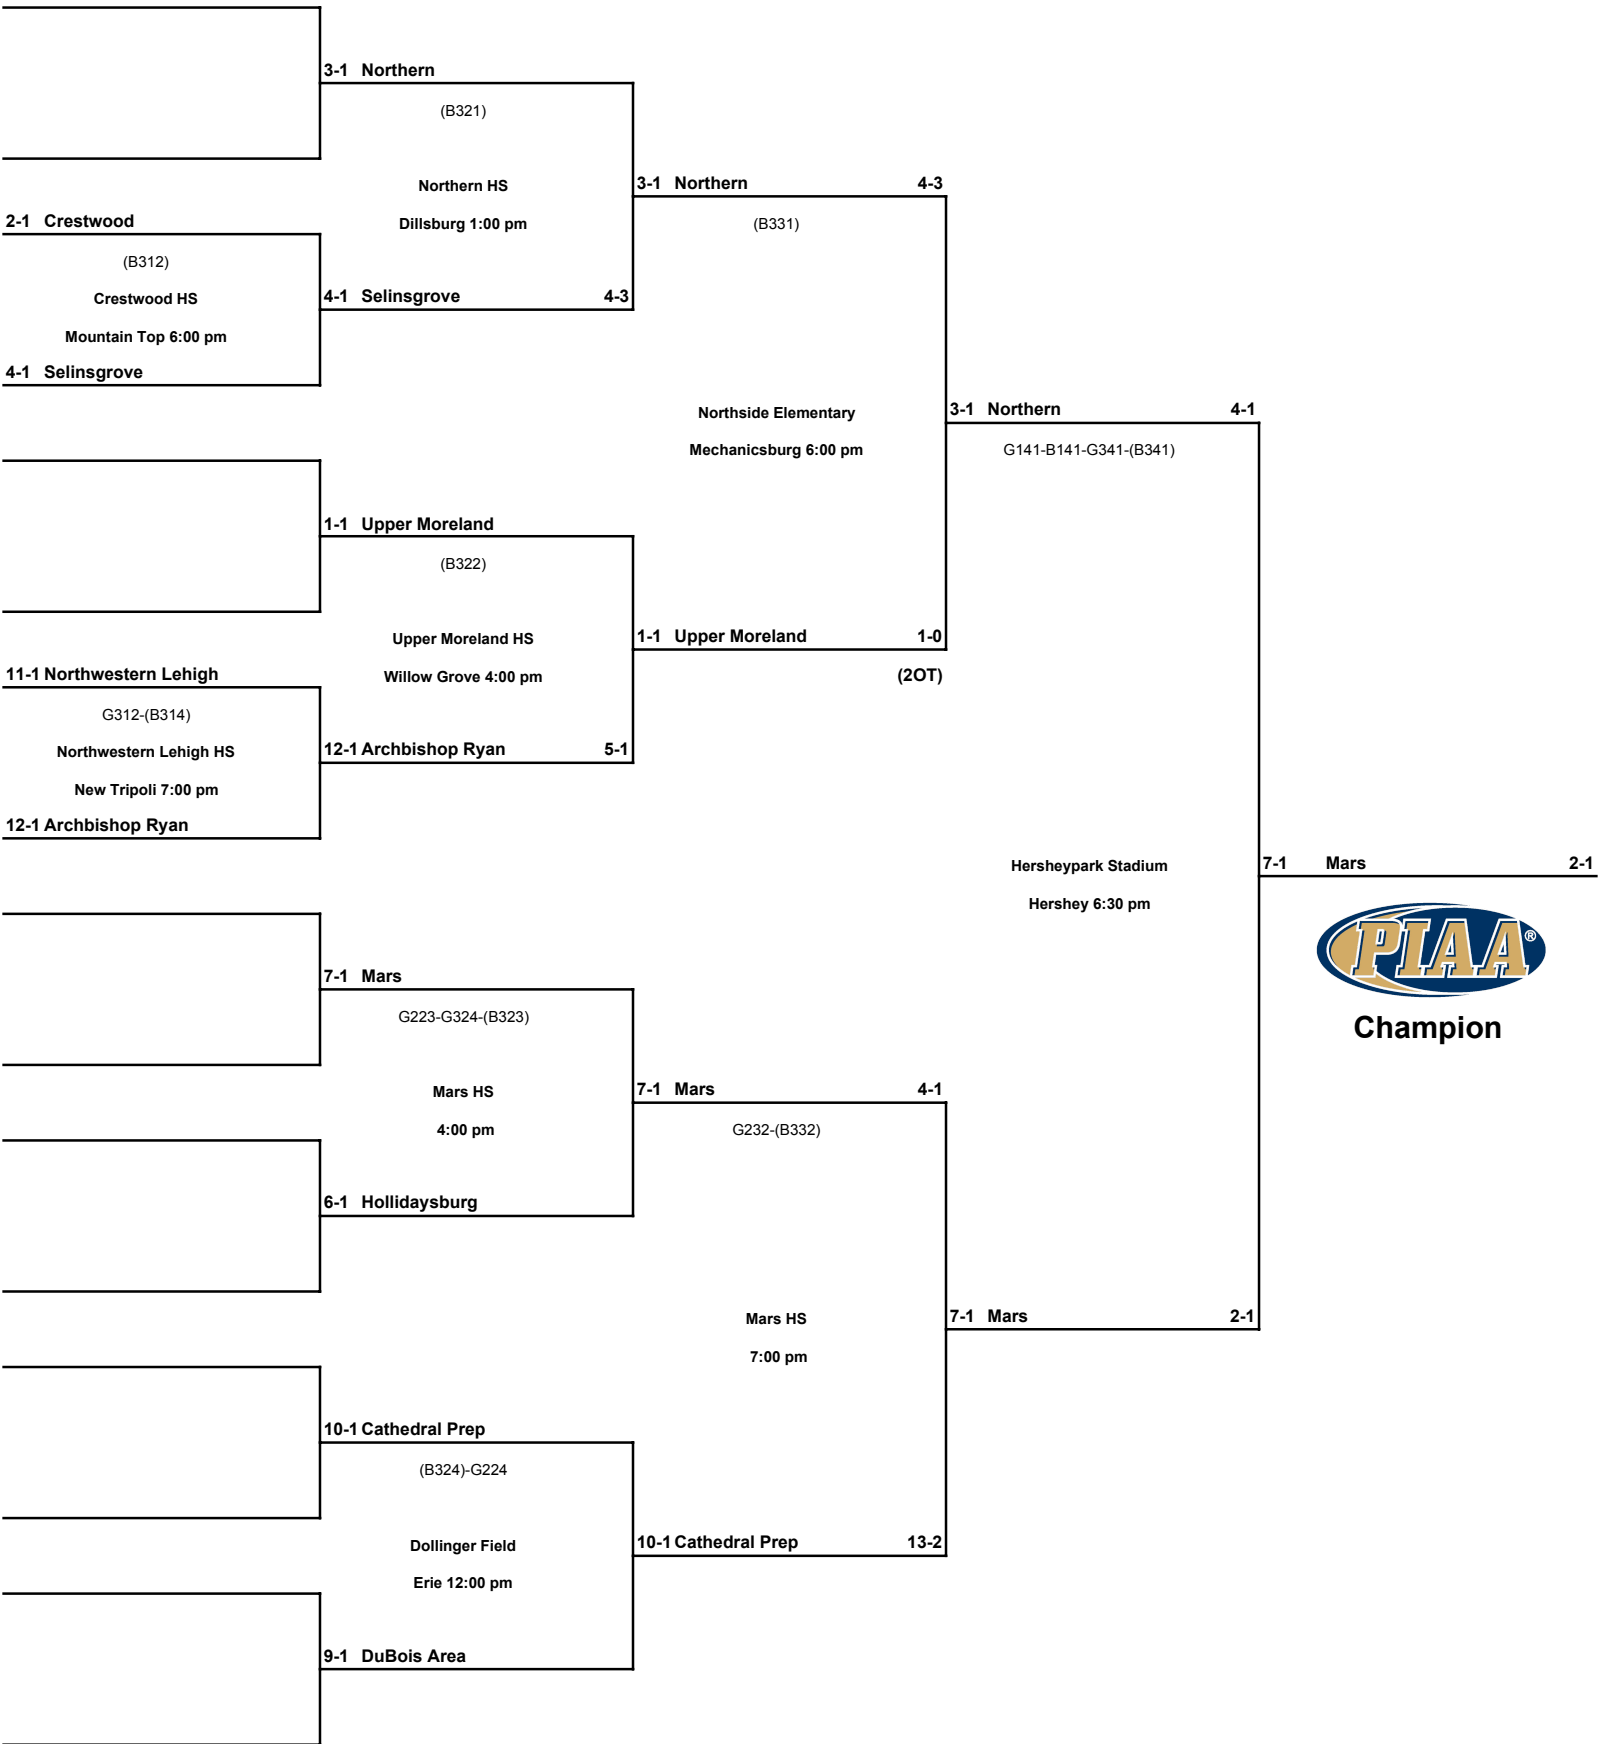 3-1 Northern
(B321)
Northern HS
3-1 Northern 4-3
2-1 Crestwood
Dillsburg 1:00 pm
(B331)
(B312)
Crestwood HS
4-1 Selinsgrove 4-3
Mountain Top 6:00 pm
4-1 Selinsgrove
Northside Elementary
3-1 Northern 4-1
Mechanicsburg 6:00 pm
G141-B141-G341-(B341)
1-1 Upper Moreland
(B322)
Upper Moreland HS
1-1 Upper Moreland 1-0
11-1 Northwestern Lehigh
Willow Grove 4:00 pm
(2OT)
G312-(B314)
Northwestern Lehigh HS
12-1 Archbishop Ryan 5-1
New Tripoli 7:00 pm
12-1 Archbishop Ryan
Hersheypark Stadium
7-1 Mars 2-1
Hershey 6:30 pm
PIAA®
7-1 Mars
G223-G324-(B323)
Champion
Mars HS
7-1 Mars 4-1
4:00 pm
G232-(B332)
6-1 Hollidaysburg
Mars HS
7-1 Mars 2-1
7:00 pm
10-1 Cathedral Prep
(B324)-G224
Dollinger Field
10-1 Cathedral Prep 13-2
Erie 12:00 pm
9-1 DuBois Area